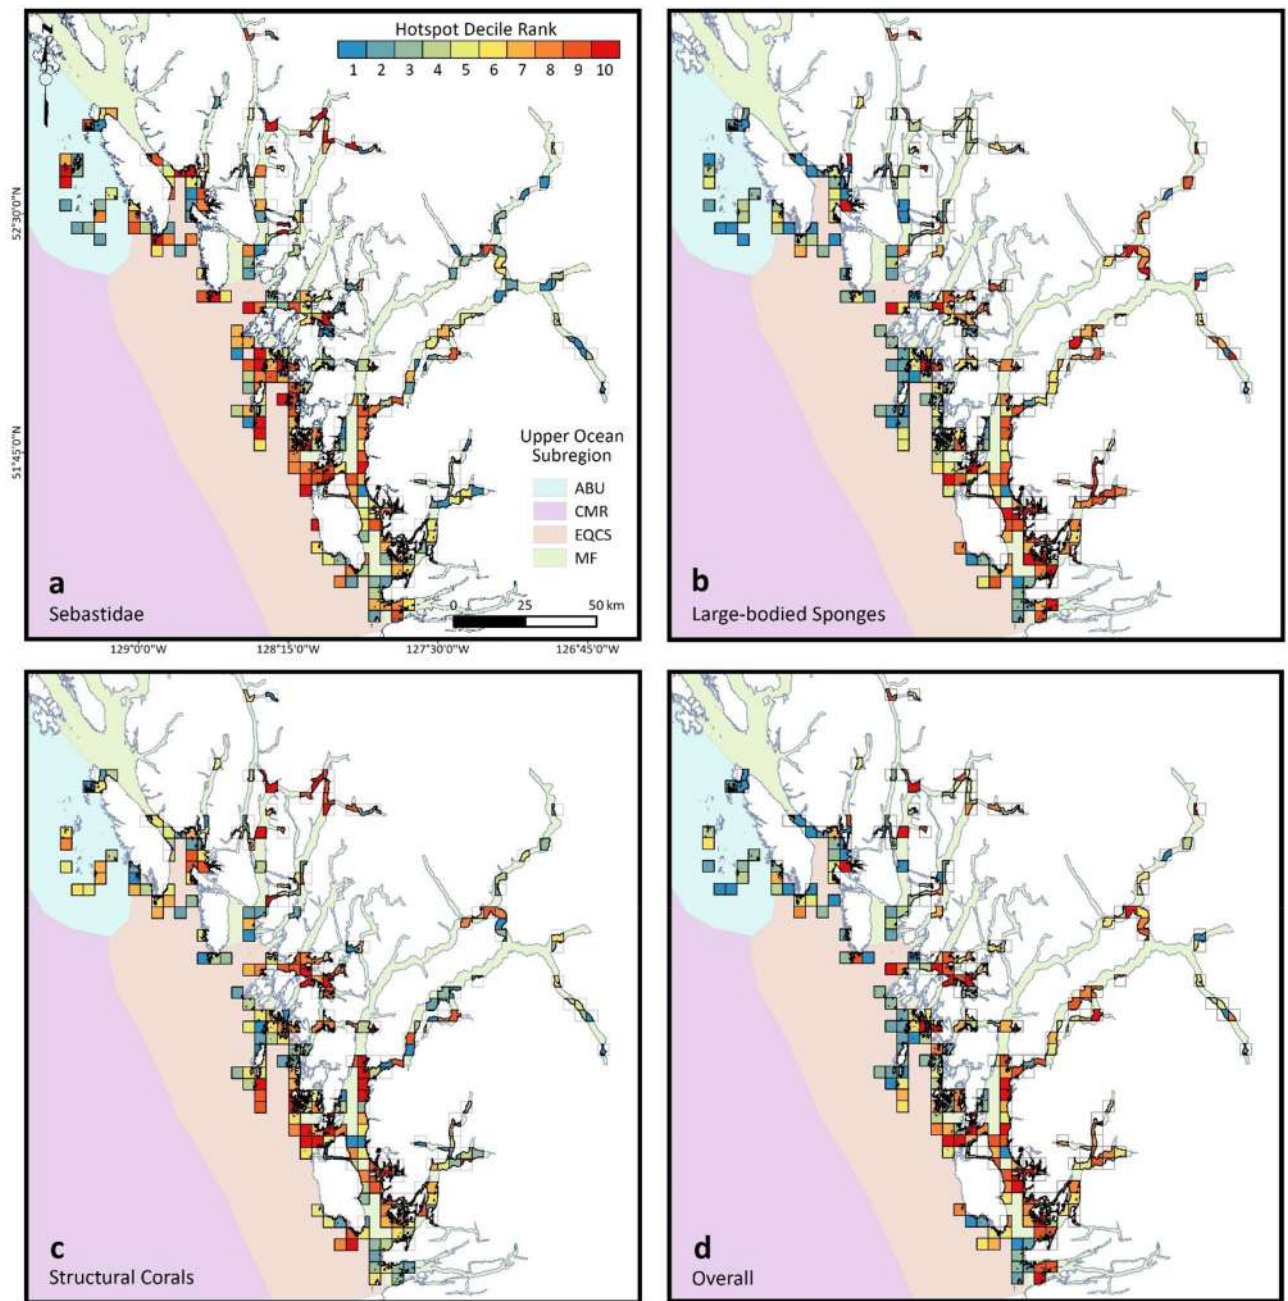 Hotspot Decile Rank
1 2 3 4 5 6 7 8 9 10
N
52°30'0"N
51°45'0"N
Upper Ocean
Subregion
ABU
CMR
EQCS
MF
a
Sebastidae
0 25 50 km
129°0'0"W 128°15'0"W 127°30'0"W 126°45'0"W
b
Large-bodied Sponges
c
Structural Corals
d
Overall